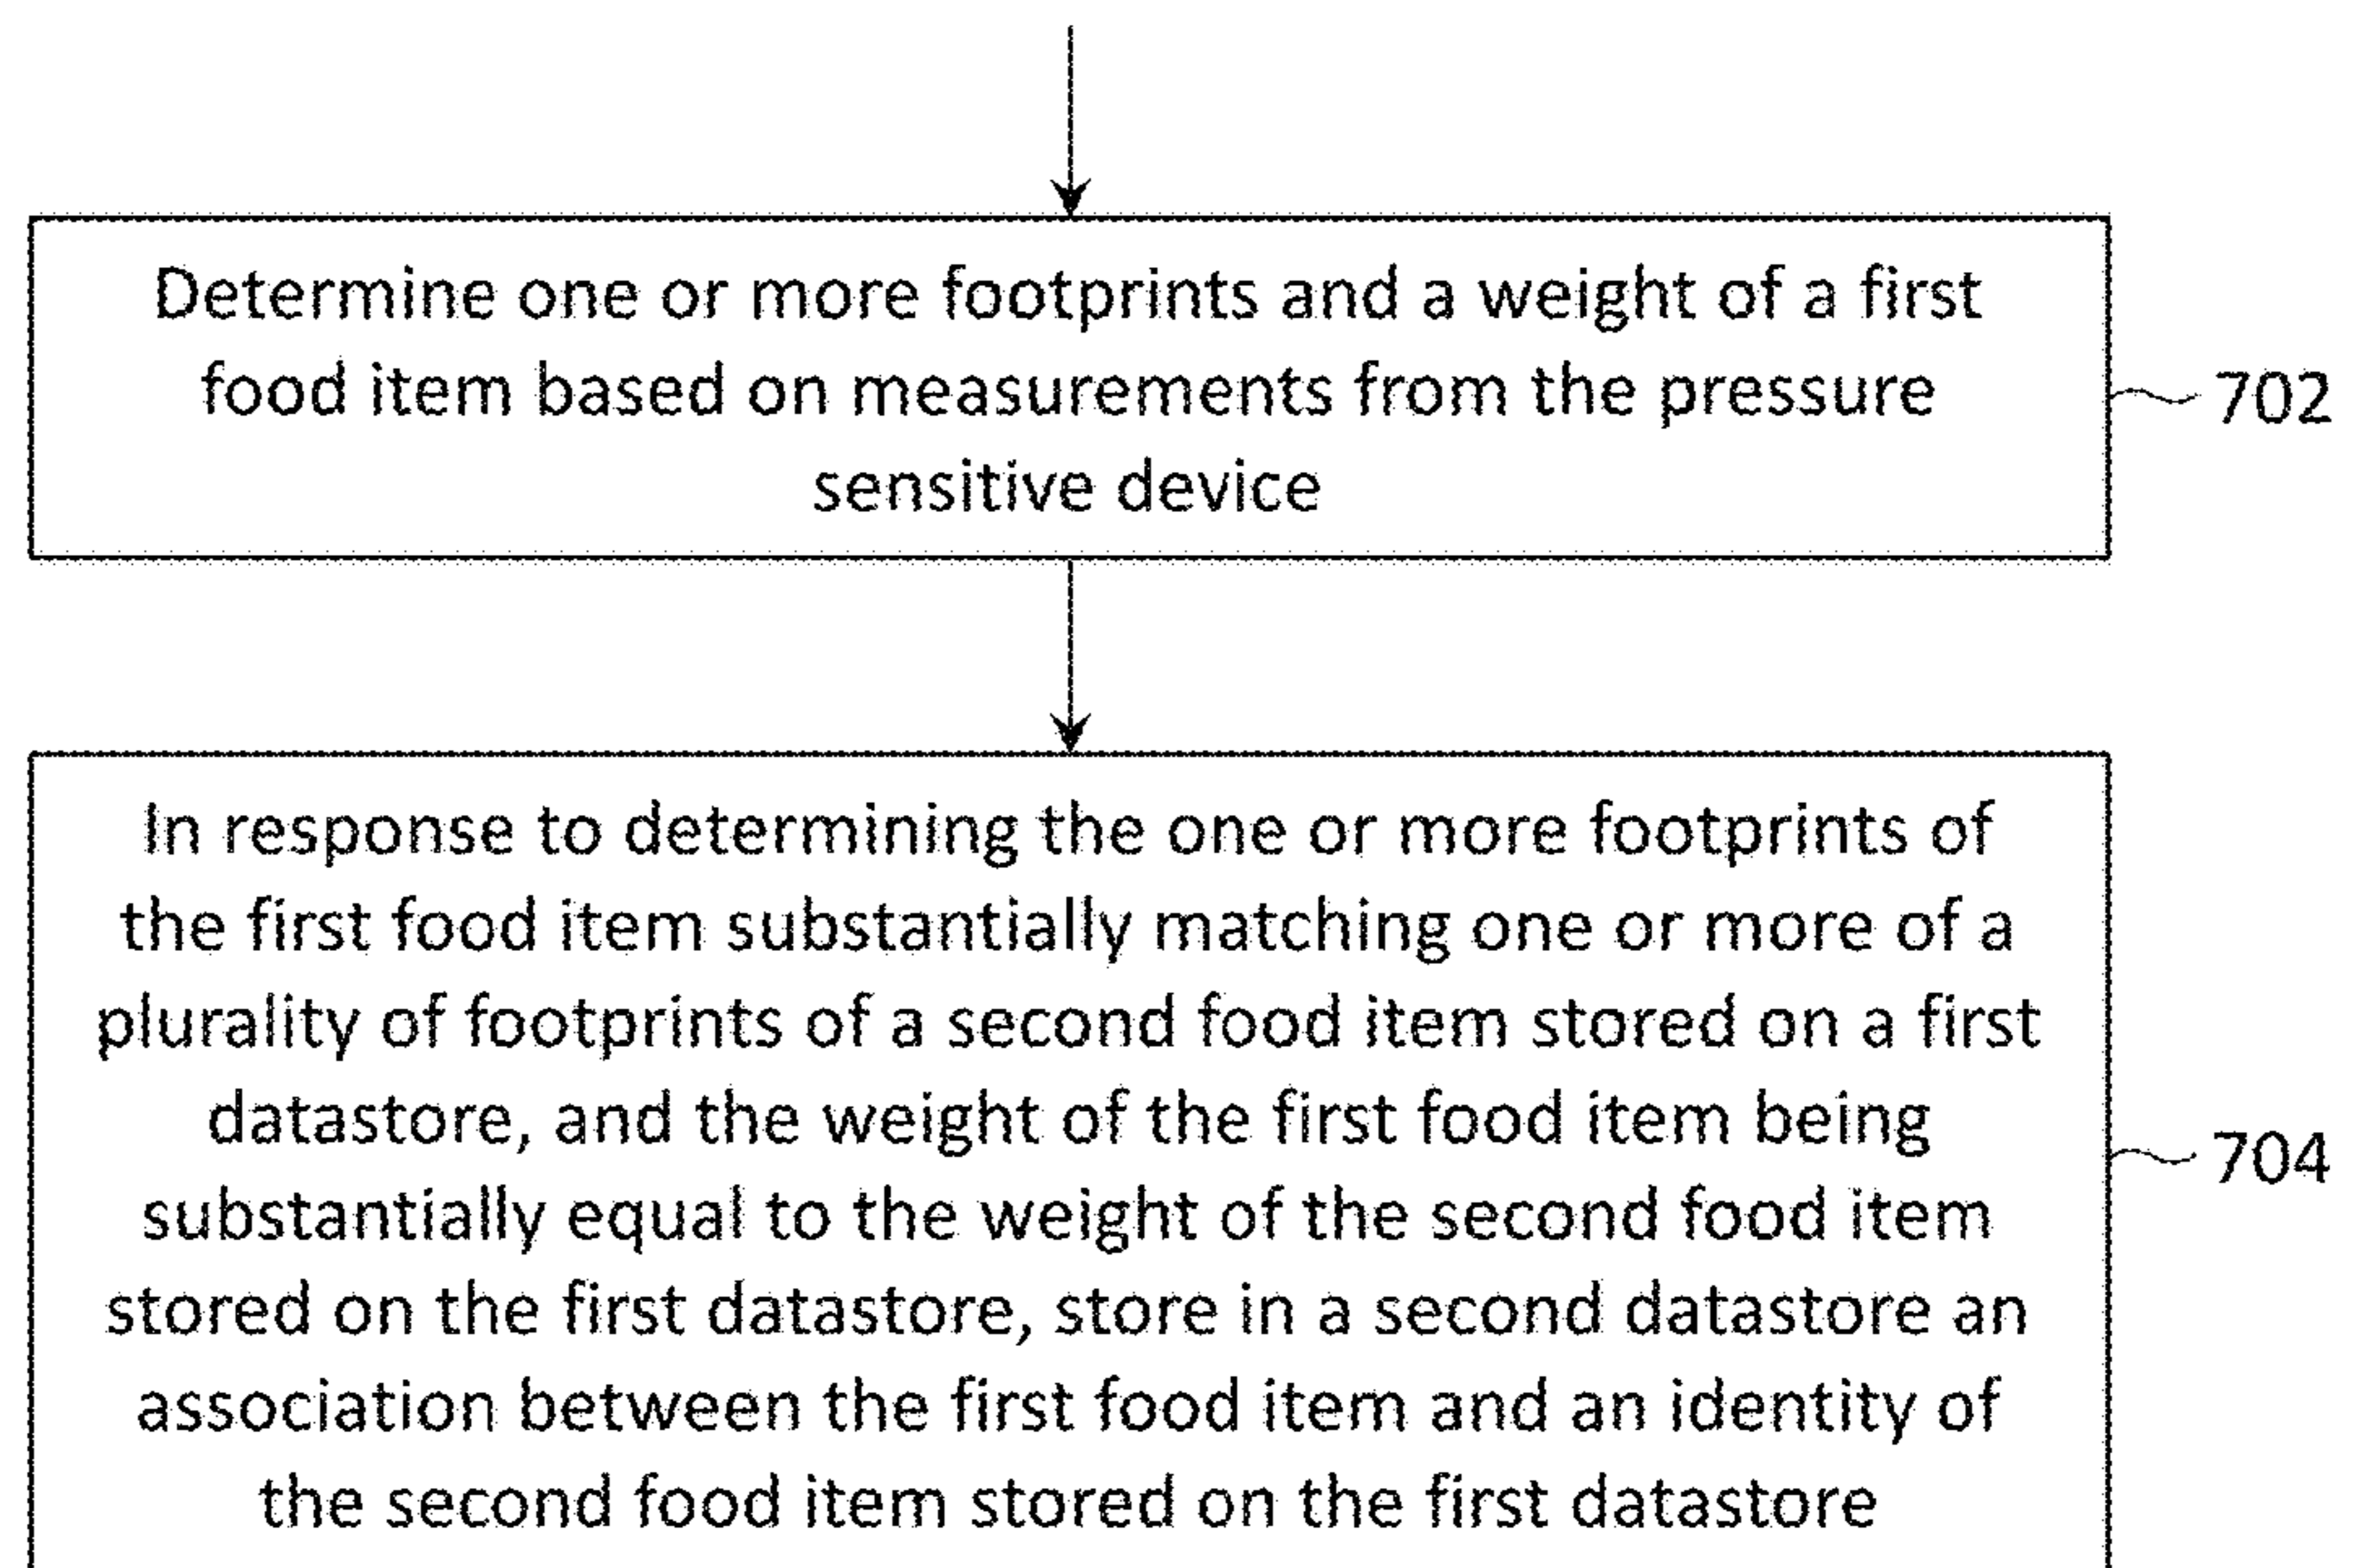 Determine one or more footprints and a weight of a first
food item based on measurements from the pressure
sensitive device
702
In response to determining the one or more footprints of
the first food item substantially matching one or more of a
plurality of footprints of a second food item stored on a first
datastore, and the weight of the first food item being
substantially equal to the weight of the second food item
stored on the first datastore, store in a second datastore an
association between the first food item and an identity of
the second food item stored on the first datastore
704